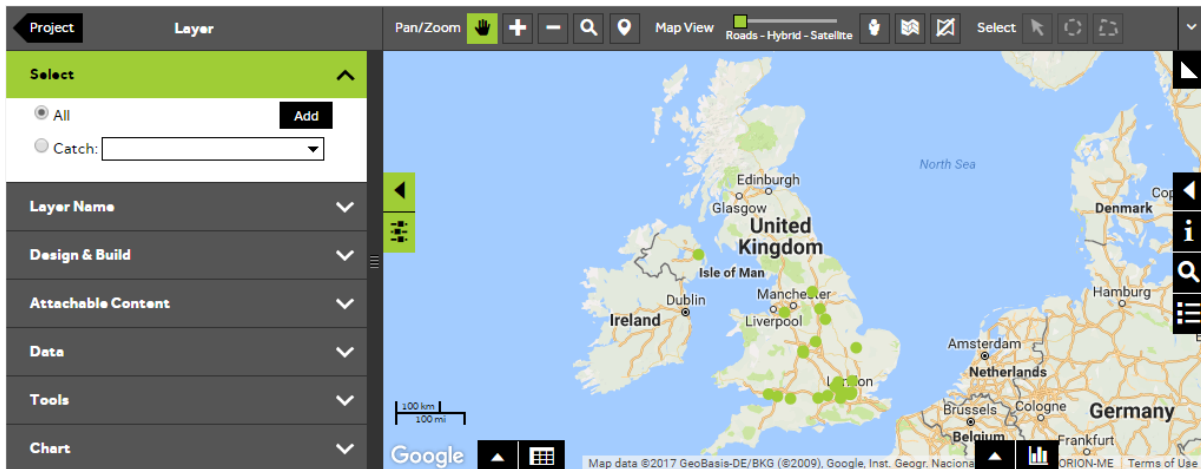 Project
Layer
Pan/Zoom
Map View
Roads - Hybrid - Satellite
Select
Select
All
Add
Catch:
Layer Name
Design & Build
Attachable Content
Data
Tools
Chart
North Sea
Edinburgh
Glasgow
United
Kingdom
Denmark
Isle of Man
Dublin
Manchester
Hamburg
Ireland
Liverpool
Amsterdam
Netherlands
London
100 km
100 mi
Brussels
Cologne
Germany
Belgium
Frankfurt
Google
Map data ©2017 GeoBasis-DE/BKG (©2009), Google, Inst. Geogr. Naciona
ORION-ME
Terms of Us